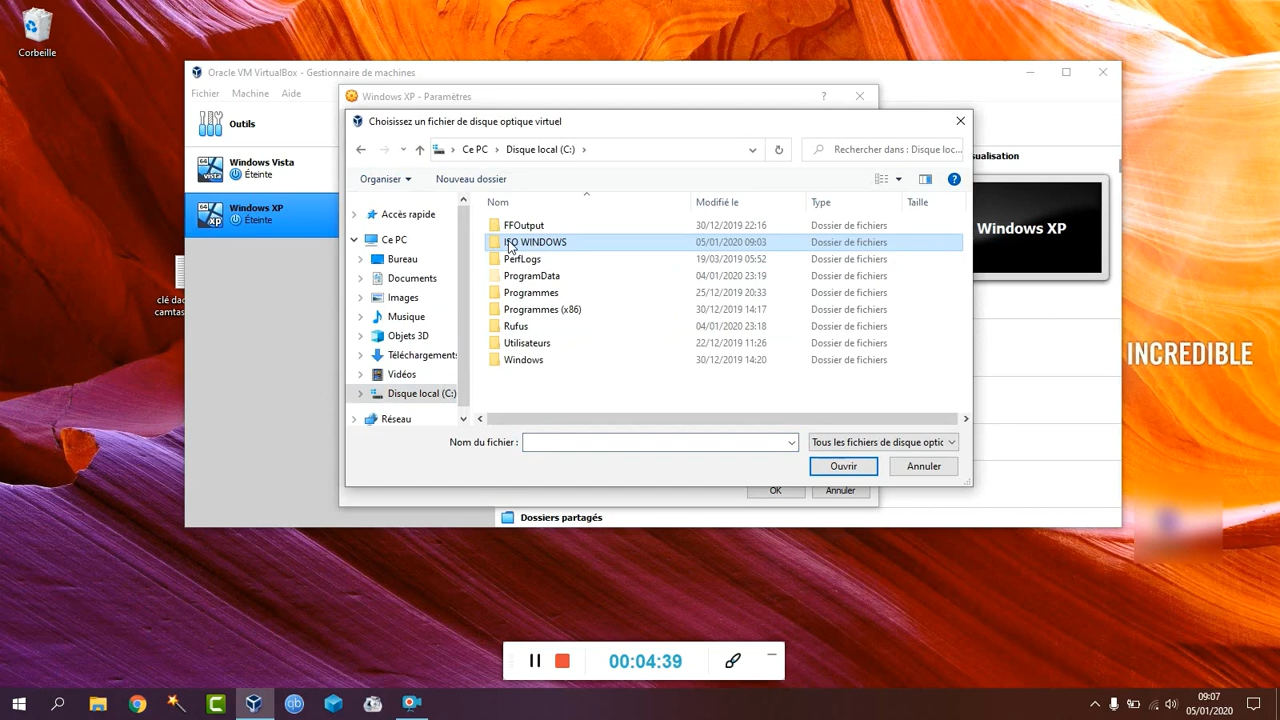 Corbeille
Oracle VM VirtualBox - Gestionnaire de machines
Fichier Machine Aide
Outils
Windows Vista
Éteinte
Windows XP
Éteinte
clé dac
camtas
Windows XP - Paramètres
?
Choisissez un fichier de disque optique virtuel
Ce PC > Disque local (C:) >
Rechercher dans : Disque loc...
Organiser
Nouveau dossier
Accès rapide
Ce PC
Bureau
Documents
Images
Musique
Objets 3D
Téléchargements
Vidéos
Disque local (C:)
Réseau
Nom Modifié le Type Taille
FFOutput 30/12/2019 22:16 Dossier de fichiers
ISO WINDOWS 05/01/2020 09:03 Dossier de fichiers
PerfLogs 19/03/2019 05:52 Dossier de fichiers
ProgramData 04/01/2020 23:19 Dossier de fichiers
Programmes 25/12/2019 20:33 Dossier de fichiers
Programmes (x86) 30/12/2019 14:17 Dossier de fichiers
Rufus 04/01/2020 23:18 Dossier de fichiers
Utilisateurs 22/12/2019 11:26 Dossier de fichiers
Windows 30/12/2019 14:20 Dossier de fichiers
Nom du fichier :
Tous les fichiers de disque optic
Ouvrir Annuler
OK Annuler
Dossiers partagés
sualisation
Windows XP
INCREDIBLE
00:04:39
09:07
05/01/2020